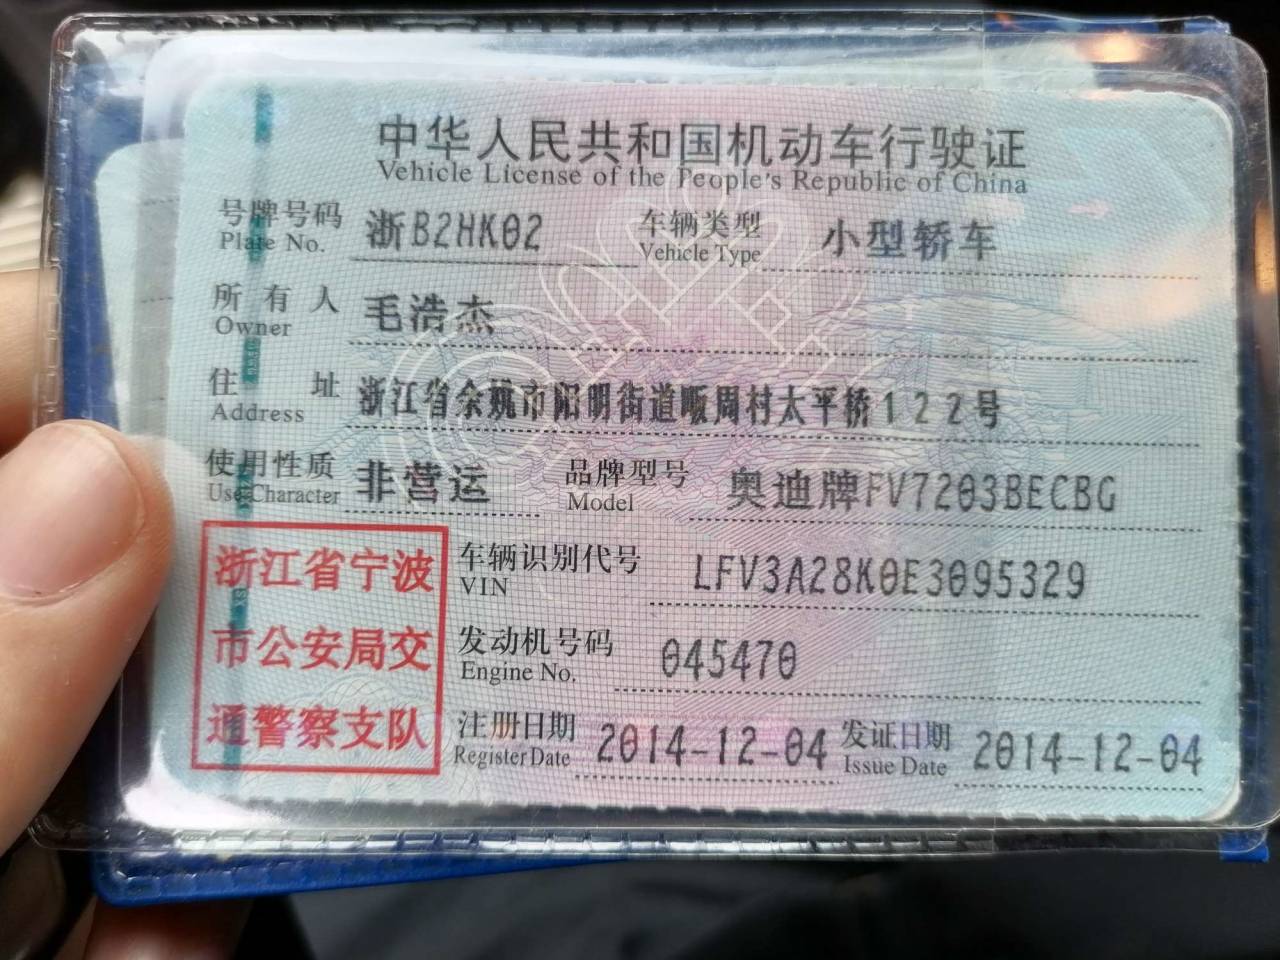 中华人民共和国机动车行驶证
Vehicle License of the People's Republic of China
号牌号码 浙B2HK02 车辆类型 小型轿车
Plate No. Vehicle Type
所有人 毛浩杰
Owner
住址 浙江省余姚市阳明街道畈周村太平桥122号
Address
使用性质 非营运 品牌型号 奥迪牌FV7203BECBG
Use Character Model
浙江省宁波
市公安局交
通警察支队
车辆识别代号 LFV3A28K0E3095329
VIN
发动机号码 045470
Engine No.
注册日期 2014-12-04 发证日期 2014-12-04
Register Date Issue Date